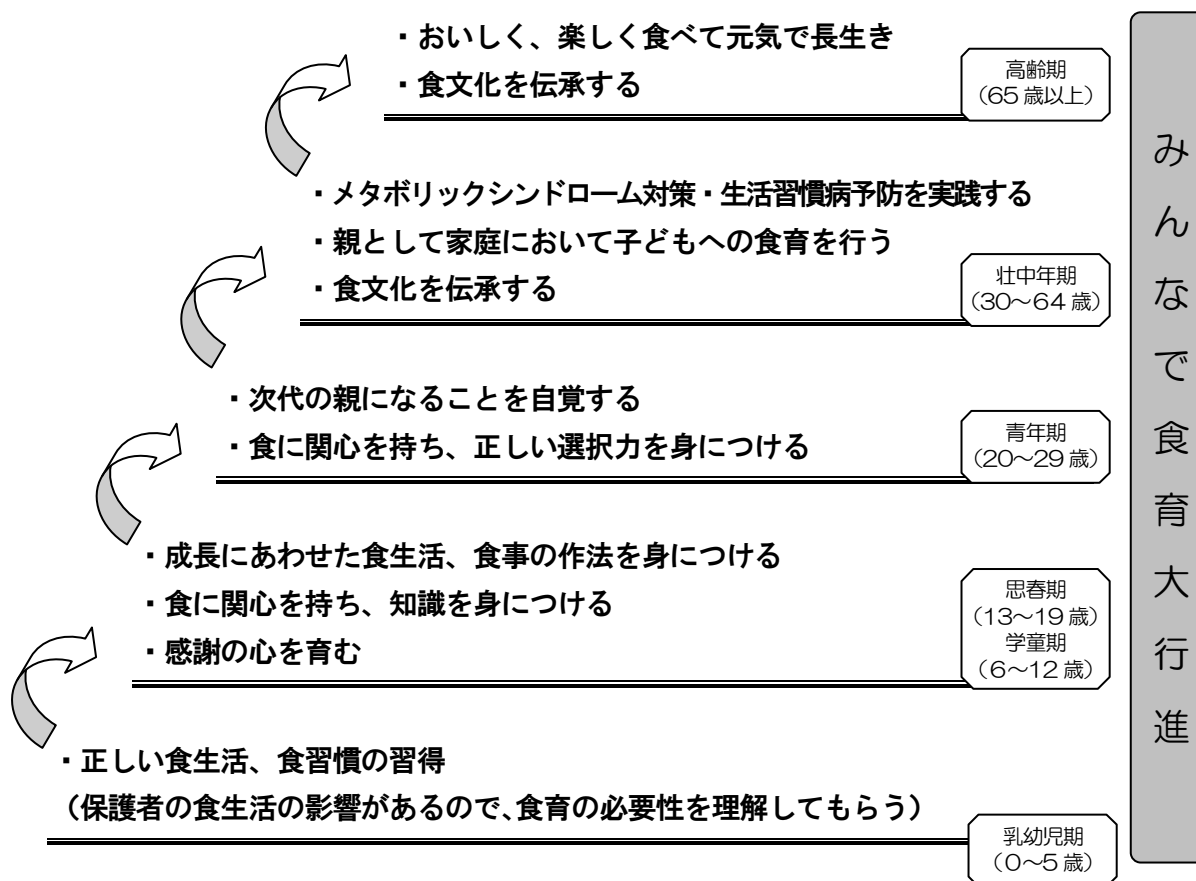 ・おいしく、楽しく食べて元気で長生き
・食文化を伝承する
高齢期
（65歳以上）
・メタボリックシンドローム対策・生活習慣病予防を実践する
・親として家庭において子どもへの食育を行う
・食文化を伝承する
壮中年期
（30～64歳）
・次代の親になることを自覚する
・食に関心を持ち、正しい選択力を身につける
青年期
（20～29歳）
・成長にあわせた食生活、食事の作法を身につける
・食に関心を持ち、知識を身につける
・感謝の心を育む
思春期
（13～19歳）
学童期
（6～12歳）
・正しい食生活、食習慣の習得
（保護者の食生活の影響があるので、食育の必要性を理解してもらう）
乳幼児期
（0～5歳）
みんなで食育大行進